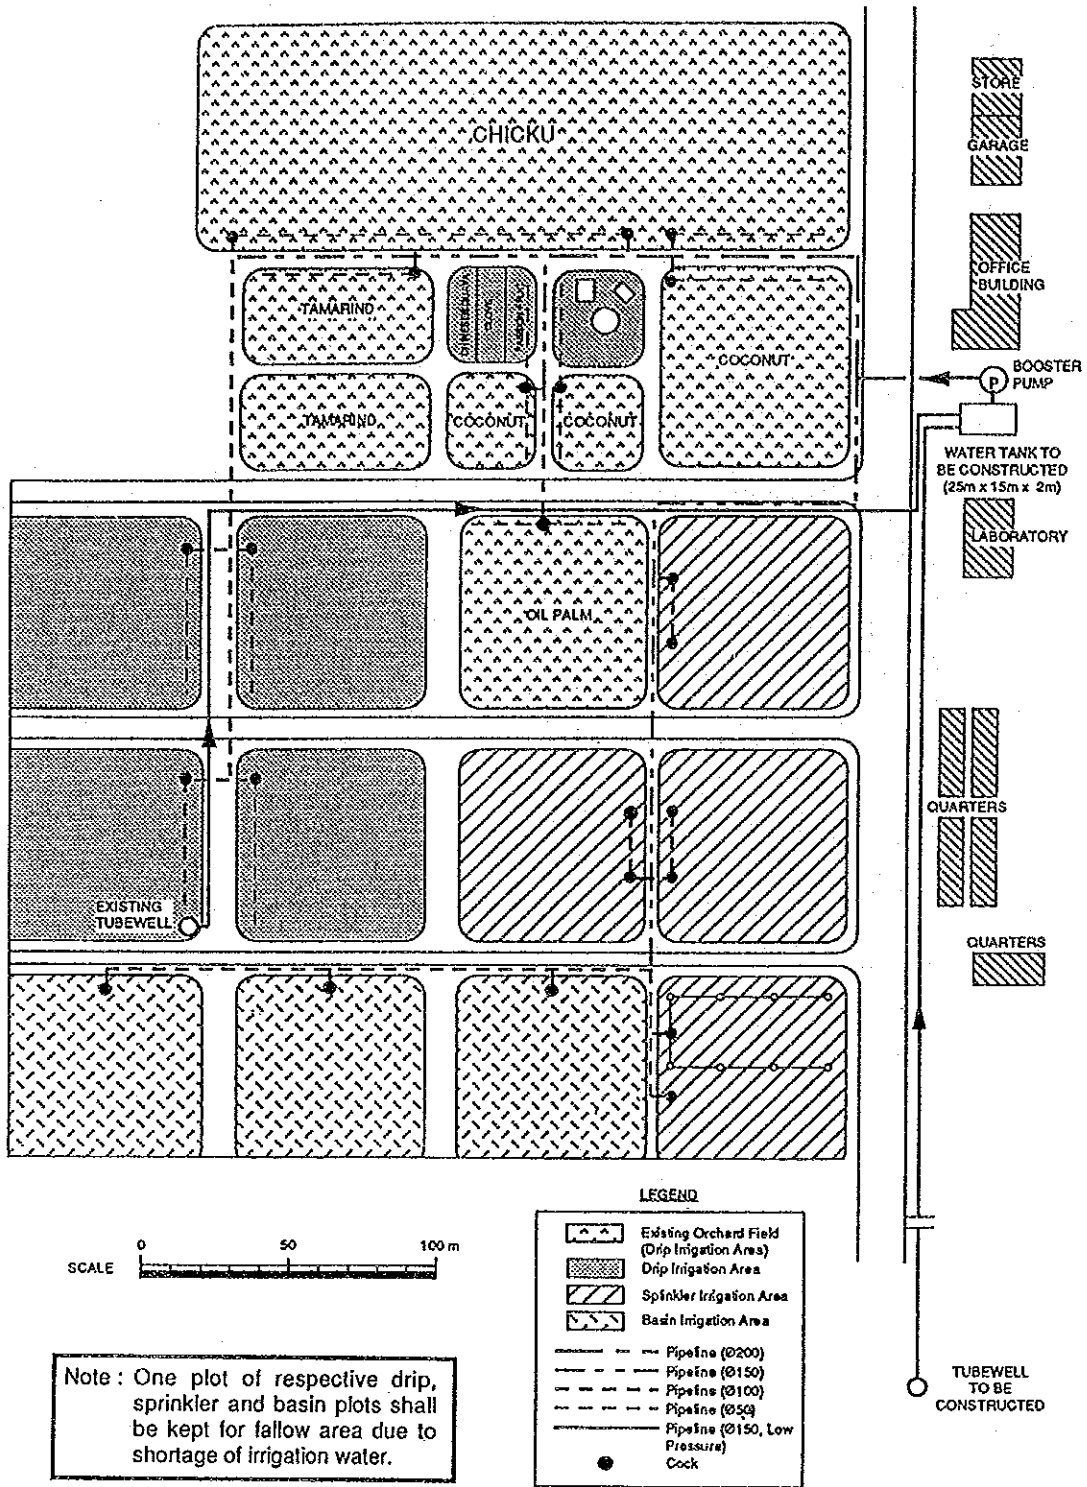 STORE
GARAGE
CHICKU
OFFICE
BUILDING
TAMARIND
CLOVE
COCONUT
BOOSTER
PUMP
P
TAMARIND
COCONUT
COCONUT
WATER TANK TO
BE CONSTRUCTED
(25m x 15m x 2m)
LABORATORY
OIL PALM
QUARTERS
EXISTING
TUBEWELL
QUARTERS
LEGEND
Existing Orchard Field
(Drip Irrigation Area)
Drip Irrigation Area
Sprinkler Irrigation Area
Basin Irrigation Area
Pipeline (Ø200)
Pipeline (Ø150)
Pipeline (Ø100)
Pipeline (Ø50)
Pipeline (Ø150, Low
Pressure)
Cock
SCALE
0 50 100 m
Note : One plot of respective drip,
sprinkler and basin plots shall
be kept for fallow area due to
shortage of irrigation water.
TUBEWELL
TO BE
CONSTRUCTED